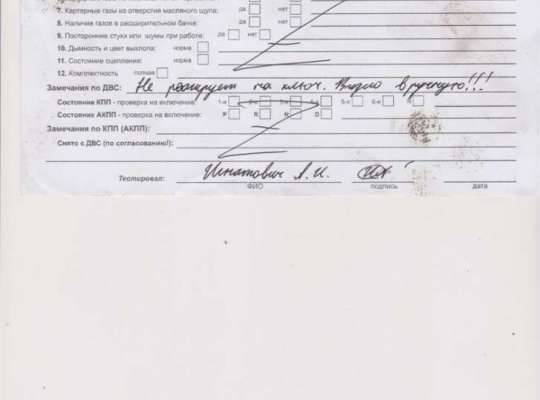 7. Картерные газы из отверстия масляного щупа: да нет
8. Наличие газов в расширительном бачке: да нет
9. Посторонние стуки или шумы при работе: да нет
10. Дымность и цвет выхлопа: норма
11. Состояние сцепления: норма
12. Комплектность полная
Замечания по ДВС: Не реагирует на ключ. вручную!!!
Состояние КПП - проверка на включение: 1-я 2-я 3-я 4-я 5-я 6-я R
Состояние АКПП - проверка на включение: P R N D
Замечания по КПП (АКПП):
Снято с ДВС (по согласованию!):
Тестировал: Игнатович А.И.
ФИО подпись дата